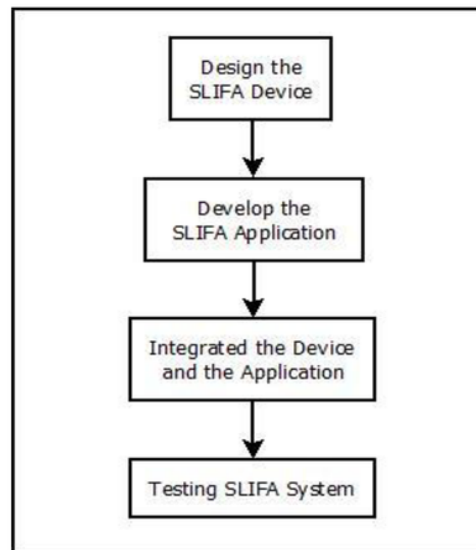 Design the
SLIFA Device
Develop the
SLIFA Application
Integrated the Device
and the Application
Testing SLIFA System